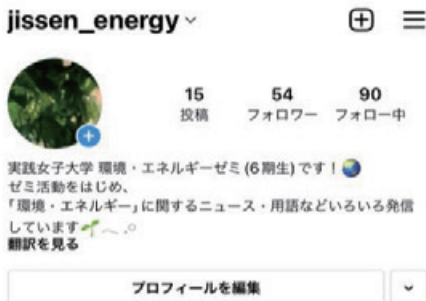 jissen_energy
15 54 90
投稿 フォロワー フォロー中
実践女子大学 環境・エネルギーゼミ(6期生)です！🌏
ゼミ活動をはじめ、
「環境・エネルギー」に関するニュース・用語などいろいろ発信
しています🌱︎︎︎︎ ⌒ .◌
翻訳を見る
プロフィールを編集